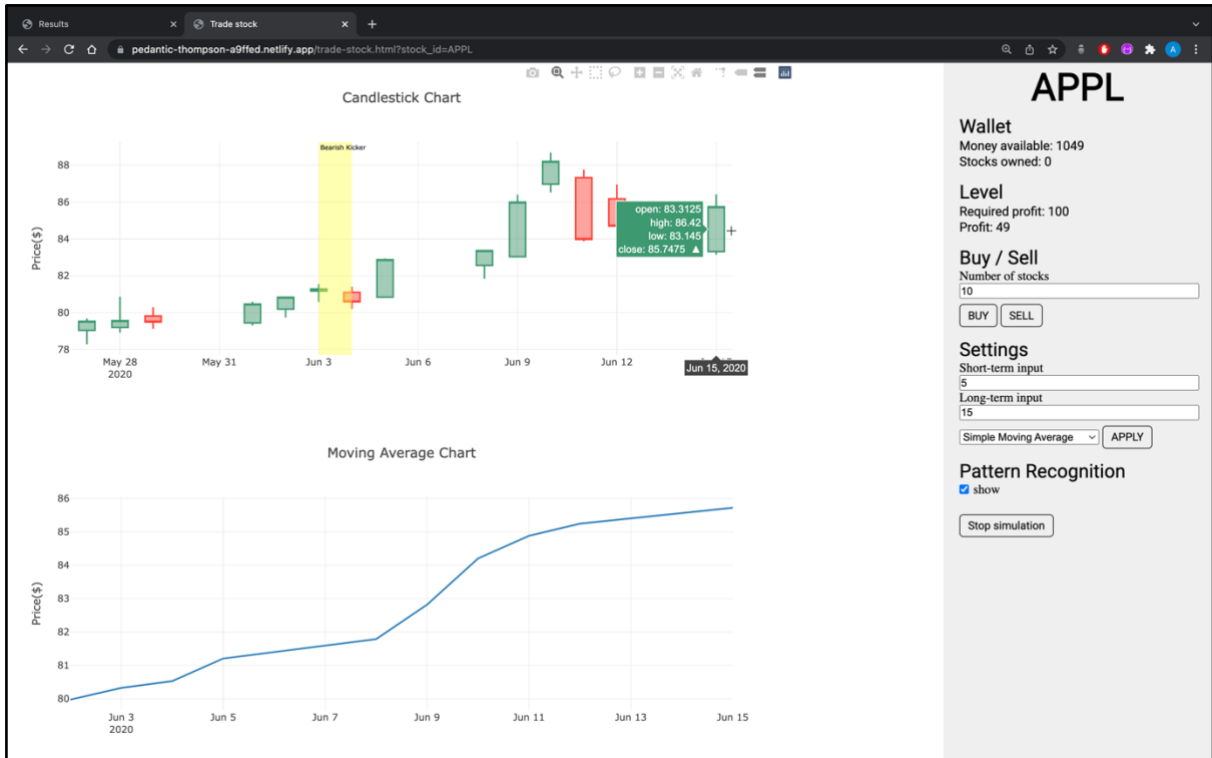 Results
Trade stock
pedantic-thompson-a9ffed.netlify.app/trade-stock.html?stock_id=APPL
A
Candlestick Chart
Bearish Kicker
88
86
84
82
80
78
Price($)
open: 83.3125
high: 86.42
low: 83.145
close: 85.7475 ▲
May 28
2020
May 31
Jun 3
Jun 6
Jun 9
Jun 12
Jun 15, 2020
Moving Average Chart
86
85
84
83
82
81
80
Price($)
Jun 3
2020
Jun 5
Jun 7
Jun 9
Jun 11
Jun 13
Jun 15
APPL
Wallet
Money available: 1049
Stocks owned: 0
Level
Required profit: 100
Profit: 49
Buy / Sell
Number of stocks
10
BUY SELL
Settings
Short-term input
5
Long-term input
15
Simple Moving Average APPLY
Pattern Recognition
show
Stop simulation